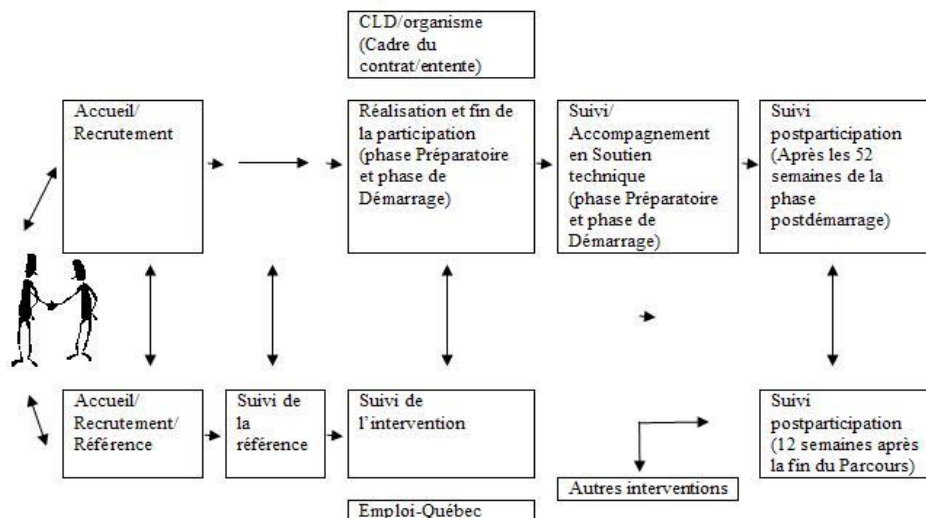 CLD/organisme
(Cadre du
contrat/entente)
Accueil/
Recrutement
Réalisation et fin de
la participation
(phase Préparatoire
et phase de
Démarrage)
Suivi/
Accompagnement
en Soutien
technique
(phase Préparatoire
et phase de
Démarrage)
Suivi
postparticipation
(Après les 52
semaines de la
phase
postdémarrage)
Accueil/
Recrutement/
Référence
Suivi de
la
référence
Suivi de
l'intervention
Autres interventions
Suivi
postparticipation
(12 semaines après
la fin du Parcours)
Emploi-Québec